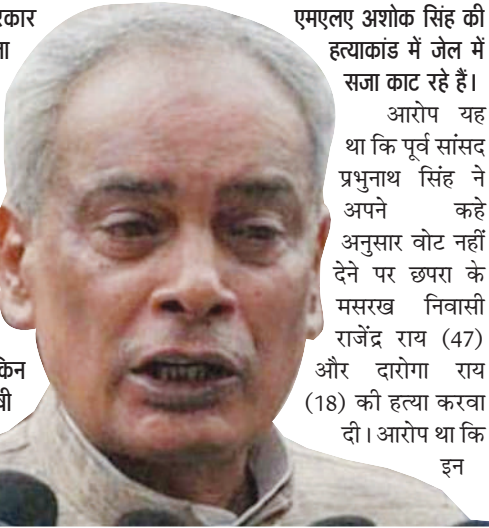 रकार
ा
एमएलए अशोक सिंह की
हत्याकांड में जेल में
सजा काट रहे हैं।
आरोप यह
था कि पूर्व सांसद
प्रभुनाथ सिंह ने
अपने कहे
अनुसार वोट नहीं
देने पर छपरा के
मसरख निवासी
राजेंद्र राय (47)
और दारोगा राय
(18) की हत्या करवा
दी। आरोप था कि
इन
किन
षी